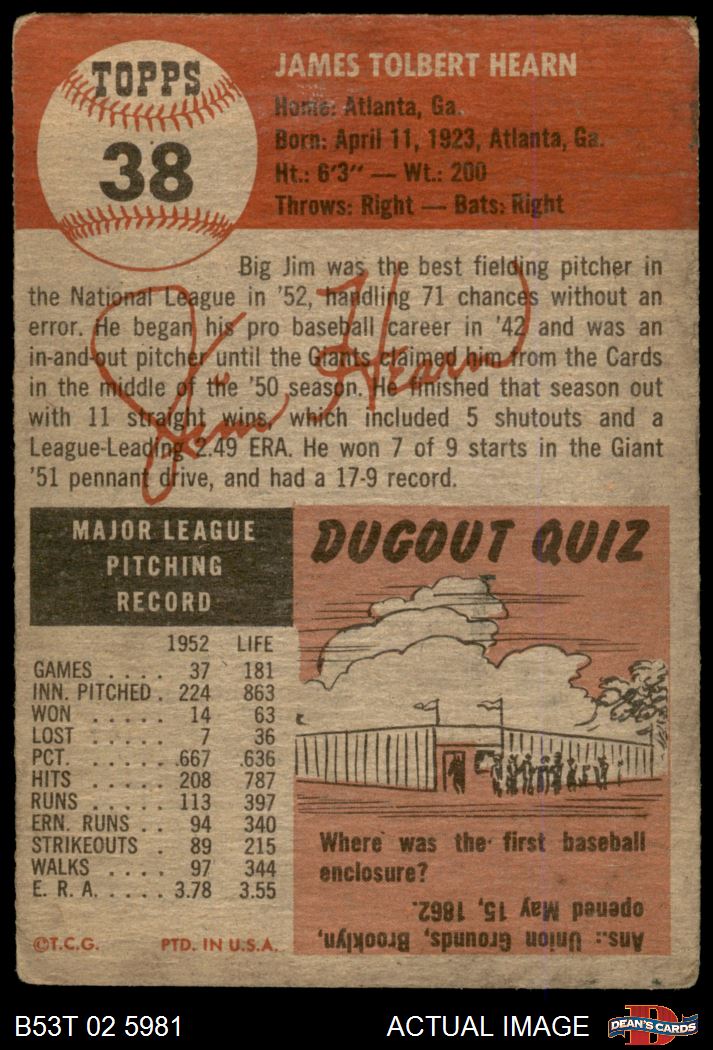 TOPPS
38
JAMES TOLBERT HEARN
Home: Atlanta, Ga.
Born: April 11, 1923, Atlanta, Ga.
Ht.: 6'3" — Wt.: 200
Throws: Right — Bats: Right
Big Jim was the best fielding pitcher in
the National League in '52, handling 71 chances without an
error. He began his pro baseball career in '42 and was an
in-and-out pitcher until the Giants claimed him from the Cards
in the middle of the '50 season. He finished that season out
with 11 straight wins, which included 5 shutouts and a
League-Leading 2.49 ERA. He won 7 of 9 starts in the Giant
'51 pennant drive, and had a 17-9 record.
Jim Hearn
MAJOR LEAGUE
PITCHING
RECORD
1952 LIFE
GAMES . . . . 37 181
INN. PITCHED . 224 863
WON . . . . . 14 63
LOST . . . . . 7 36
PCT. . . . . . .667 .636
HITS . . . . . 208 787
RUNS . . . . . 113 397
ERN. RUNS . . 94 340
STRIKEOUTS . 89 215
WALKS . . . . 97 344
E. R. A. . . . . 3.78 3.55
©T.C.G. PTD. IN U.S.A.
DUGOUT QUIZ
Where was the first baseball
enclosure?
Ans.: Union Grounds, Brooklyn,
opened May 15, 1862.
B53T 02 5981
ACTUAL IMAGE
DEAN'S CARDS